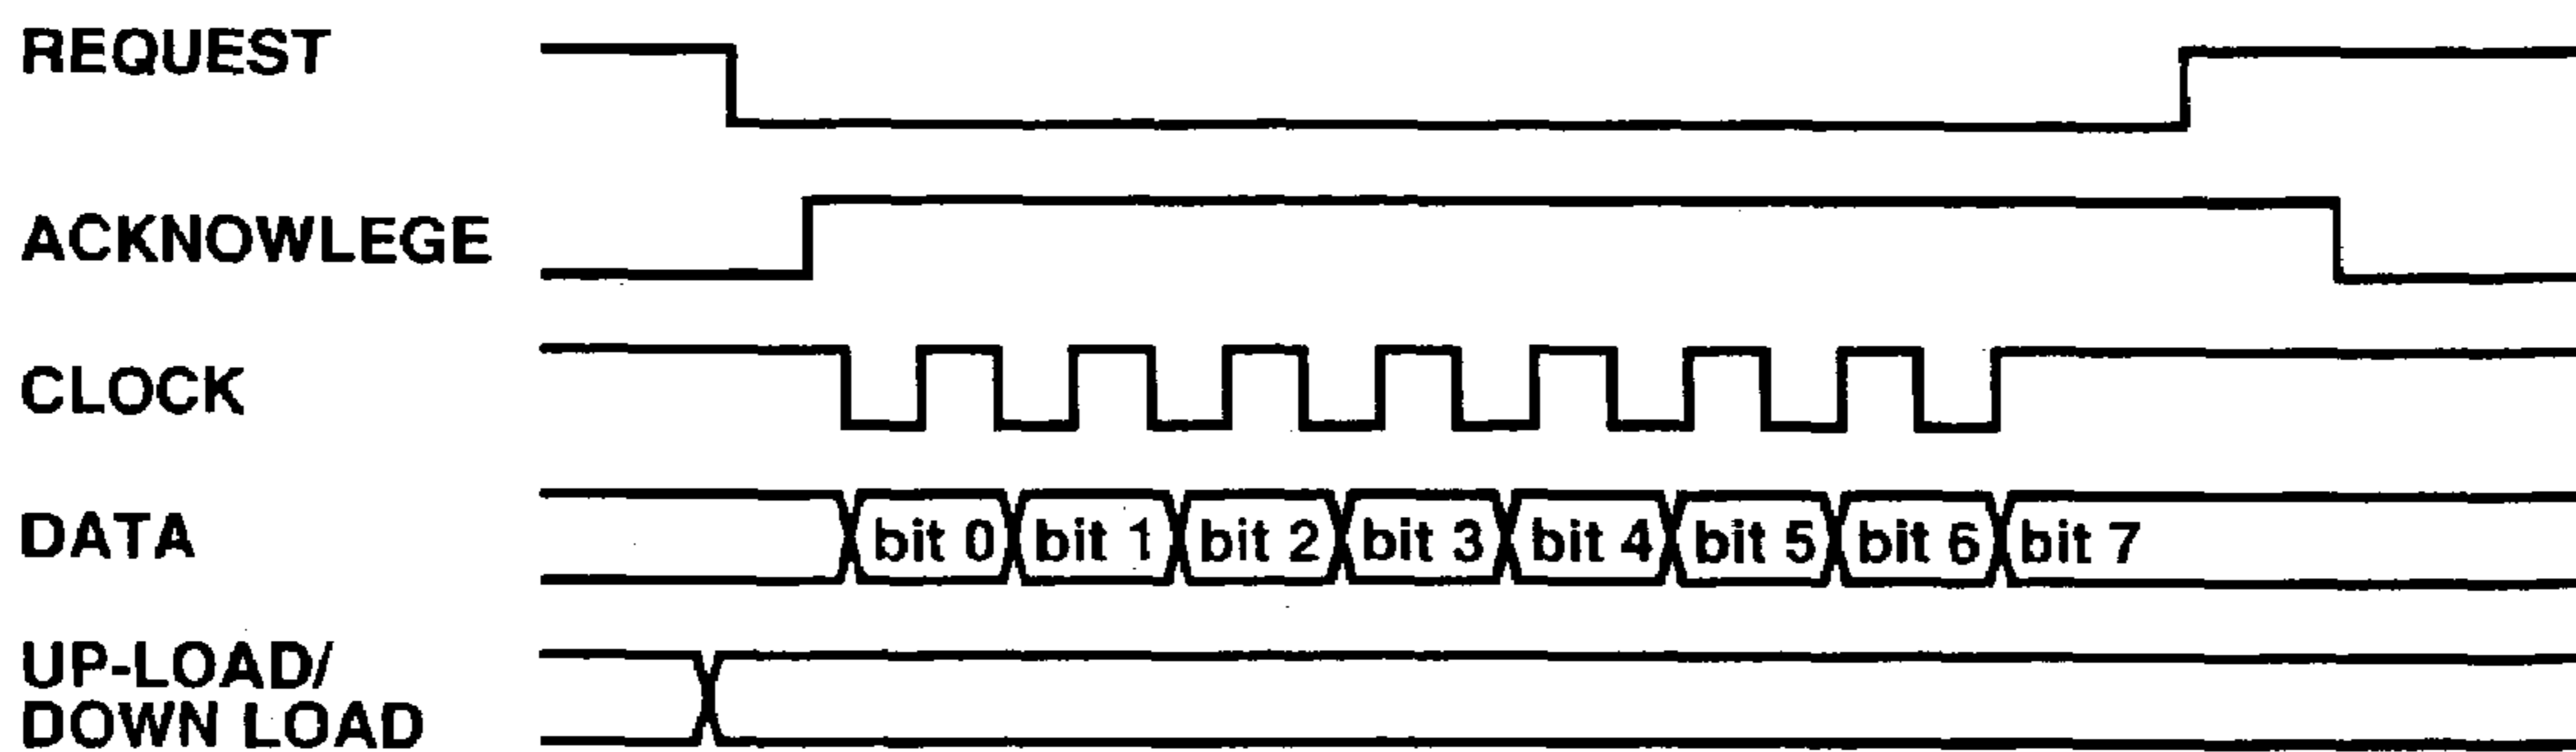 REQUEST
ACKNOWLEGE
CLOCK
DATA
bit 0 bit 1 bit 2 bit 3 bit 4 bit 5 bit 6 bit 7
UP-LOAD/
DOWN LOAD